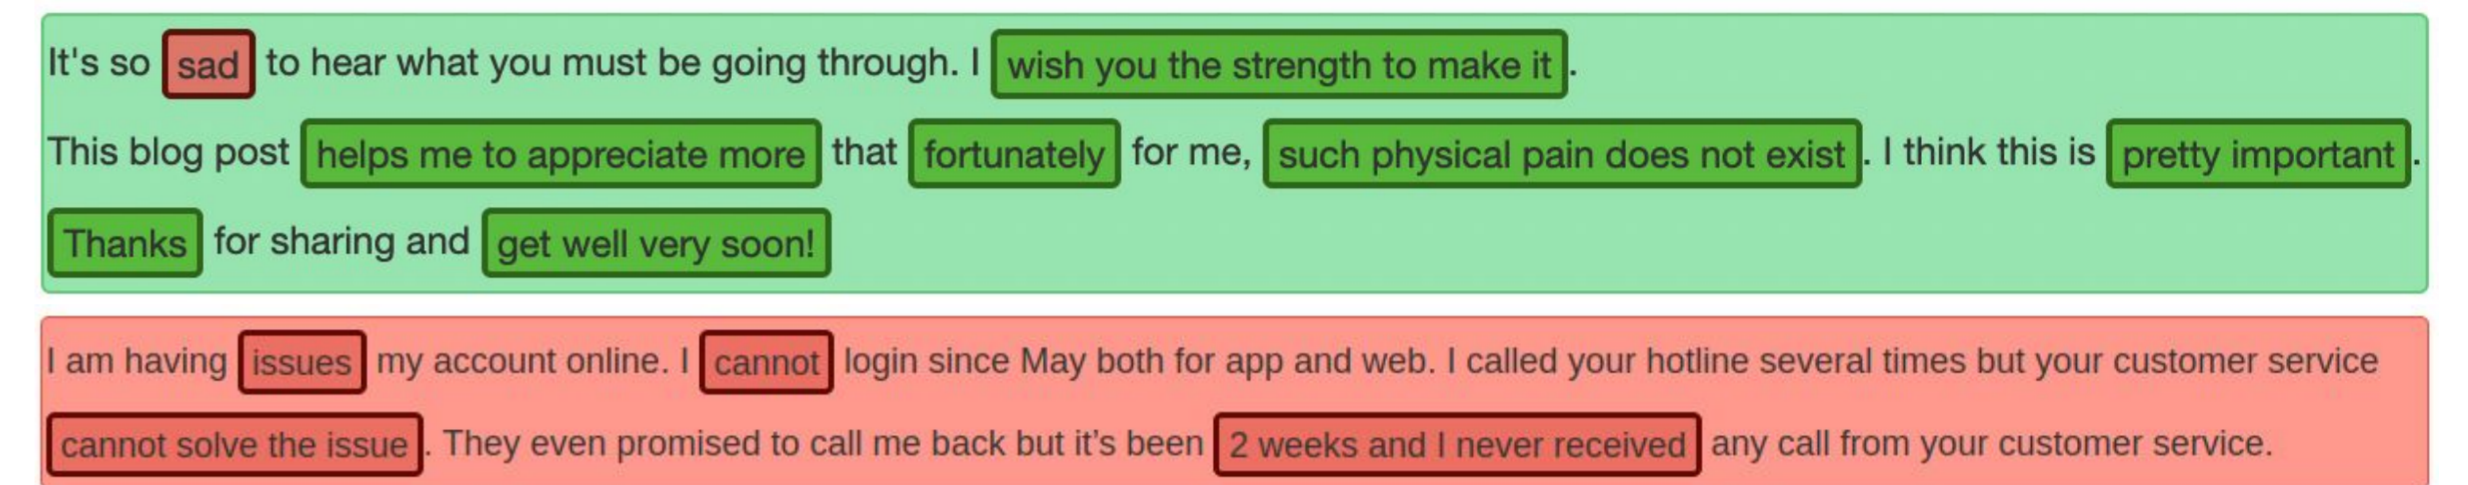 It's so sad to hear what you must be going through. I wish you the strength to make it.
This blog post helps me to appreciate more that fortunately for me, such physical pain does not exist. I think this is pretty important.
Thanks for sharing and get well very soon!
I am having issues my account online. I cannot login since May both for app and web. I called your hotline several times but your customer service
cannot solve the issue. They even promised to call me back but it’s been 2 weeks and I never received any call from your customer service.